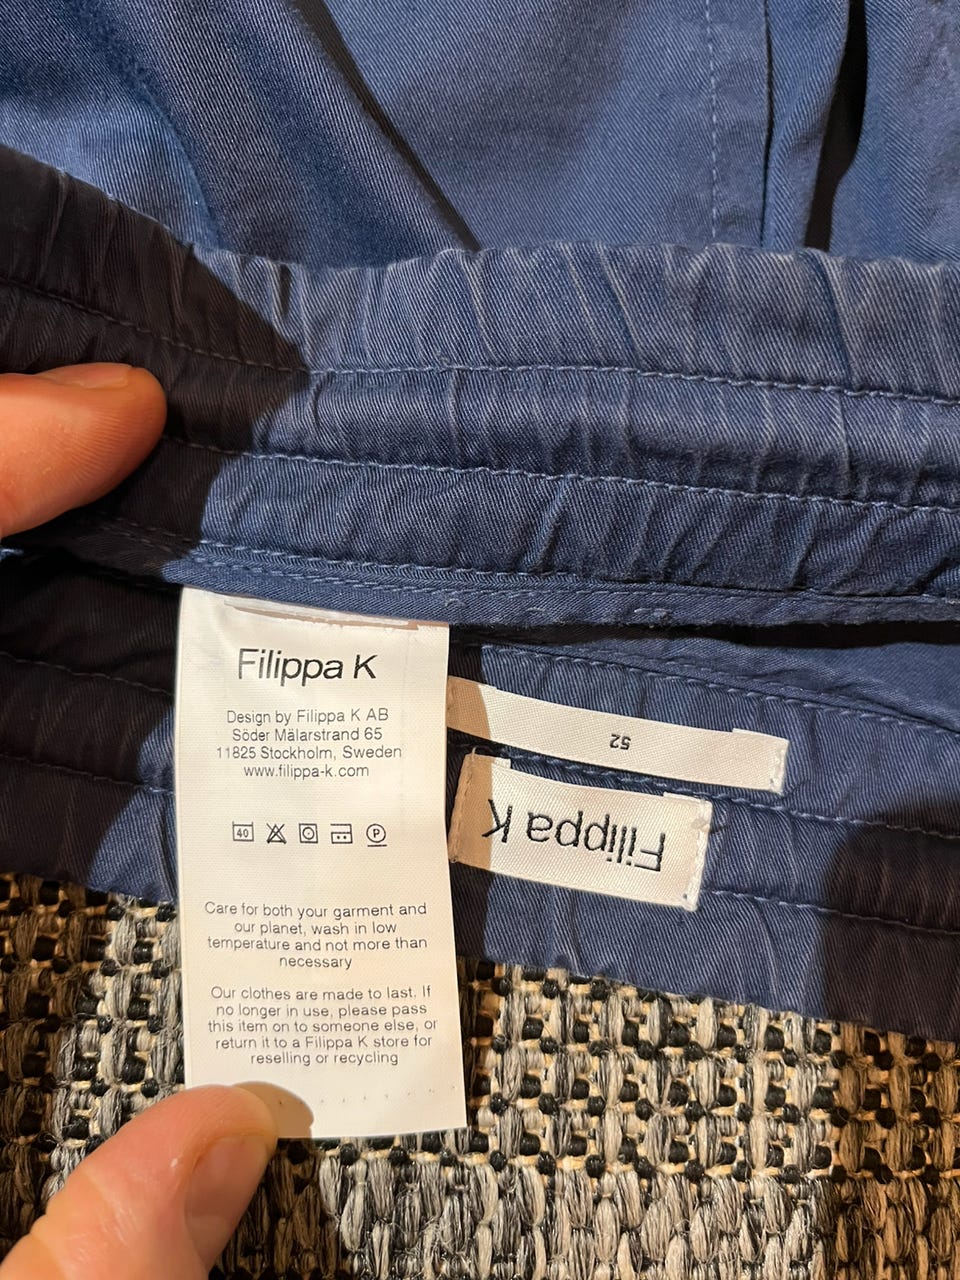 Filippa K
Design by Filippa K AB
Söder Mälarstrand 65
11825 Stockholm, Sweden
www.filippa-k.com
40
P
Care for both your garment and
our planet, wash in low
temperature and not more than
necessary
Our clothes are made to last. If
no longer in use, please pass
this item on to someone else, or
return it to a Filippa K store for
reselling or recycling
52
Filippa K